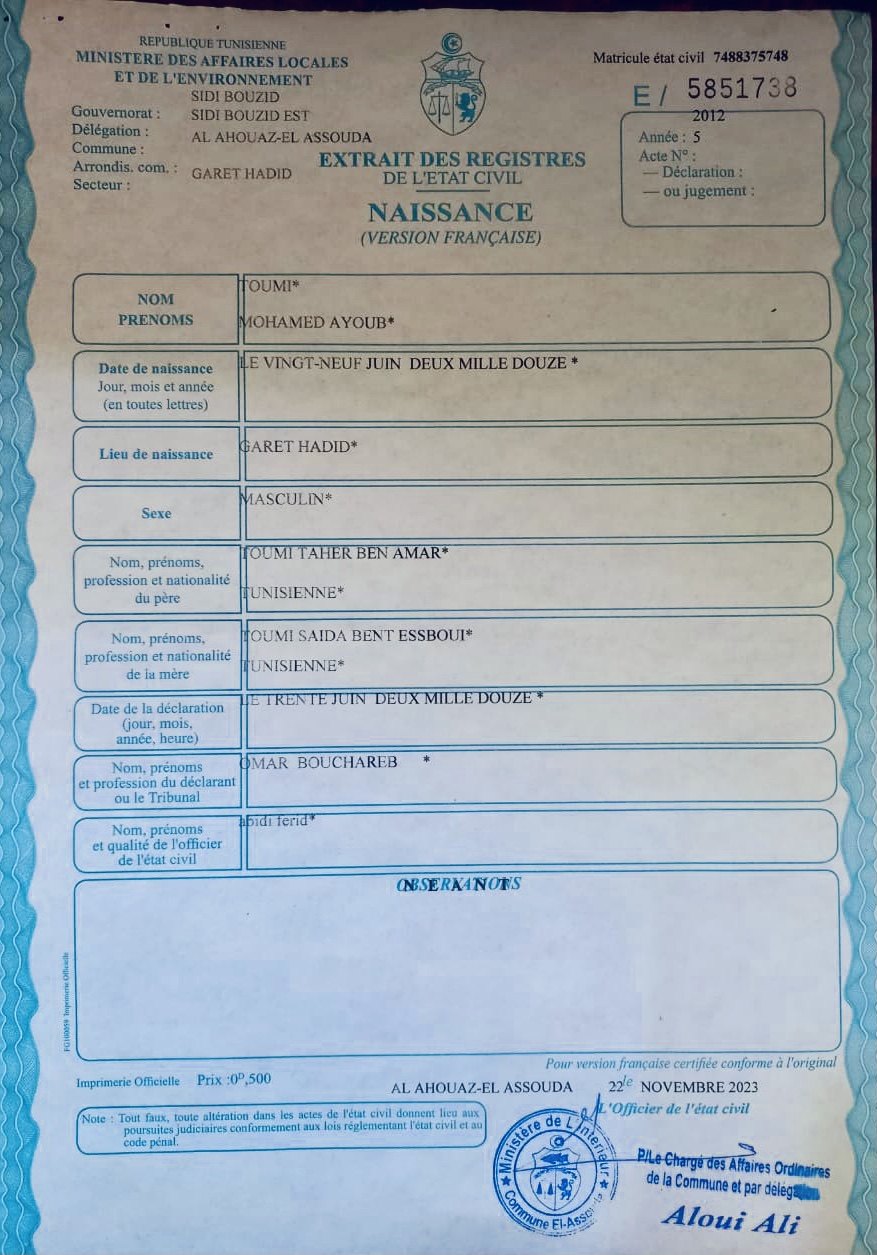 REPUBLIQUE TUNISIENNE
MINISTERE DES AFFAIRES LOCALES
ET DE L'ENVIRONNEMENT
Gouvernorat : SIDI BOUZID
Délégation : SIDI BOUZID EST
Commune : AL AHOUAZ-EL ASSOUDA
Arrondis. com. :
Secteur : GARET HADID
EXTRAIT DES REGISTRES
DE L'ETAT CIVIL
NAISSANCE
(VERSION FRANÇAISE)
Matricule état civil 7488375748
E / 5851738
2012
Année : 5
Acte N° :
— Déclaration :
— ou jugement :
NOM TOUMI*
PRENOMS MOHAMED AYOUB*
Date de naissance LE VINGT-NEUF JUIN DEUX MILLE DOUZE *
Jour, mois et année
(en toutes lettres)
Lieu de naissance GARET HADID*
Sexe MASCULIN*
Nom, prénoms, TOUMI TAHER BEN AMAR*
profession et nationalité
du père TUNISIENNE*
Nom, prénoms, TOUMI SAIDA BENT ESSBOUI*
profession et nationalité
de la mère TUNISIENNE*
Date de la déclaration LE TRENTE JUIN DEUX MILLE DOUZE *
(jour, mois,
année, heure)
Nom, prénoms OMAR BOUCHAREB *
et profession du déclarant
ou le Tribunal
Nom, prénoms abidi ferid*
et qualité de l'officier
de l'état civil
OBSERVATIONS
N E A N T
FG100059 Imprimerie Officielle
Pour version française certifiée conforme à l'original
Imprimerie Officielle Prix :0ᴰ,500
AL AHOUAZ-EL ASSOUDA le 22 NOVEMBRE 2023
L'Officier de l'état civil
Note : Tout faux, toute altération dans les actes de l'état civil donnent lieu aux
poursuites judiciaires conformement aux lois réglementant l'état civil et au
code pénal.
Ministère de L'Interieur
Commune El-Assouda
P/Le Chargé des Affaires Ordinaires
de la Commune et par délégation
Aloui Ali